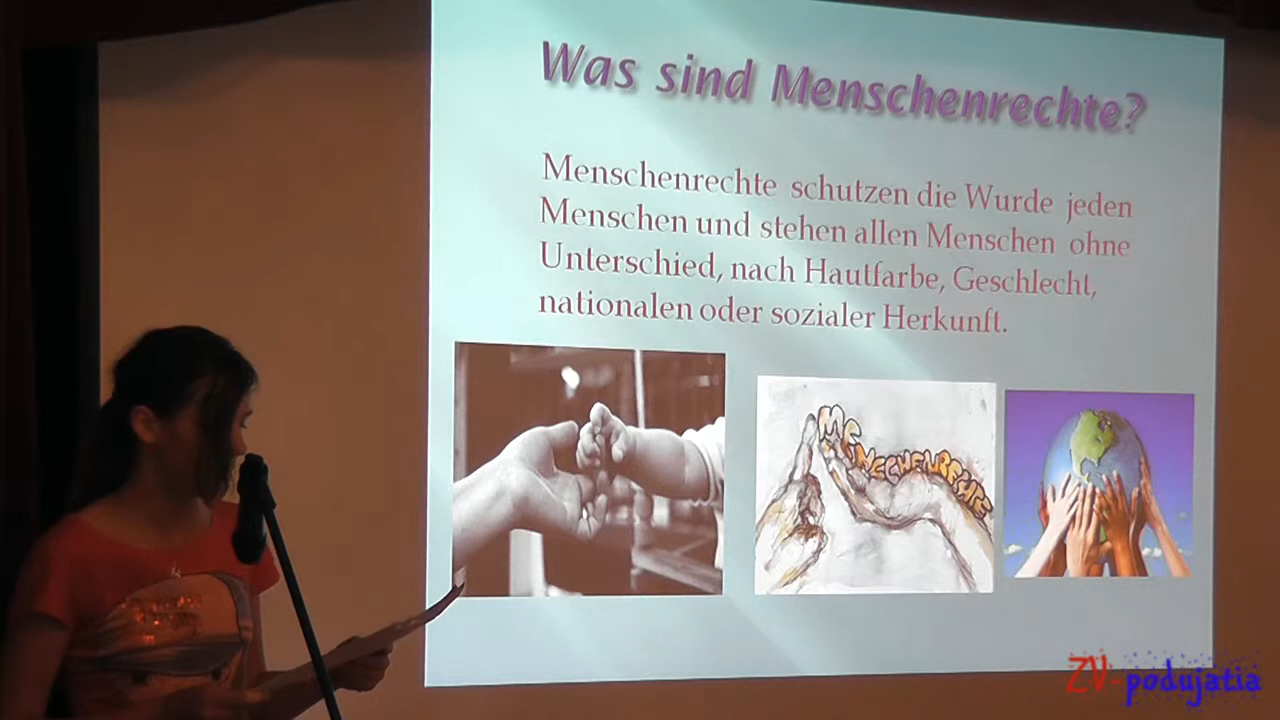 Was sind Menschenrechte?
Menschenrechte schutzen die Wurde jeden
Menschen und stehen allen Menschen ohne
Unterschied, nach Hautfarbe, Geschlecht,
nationalen oder sozialer Herkunft.
ZV-podujatia